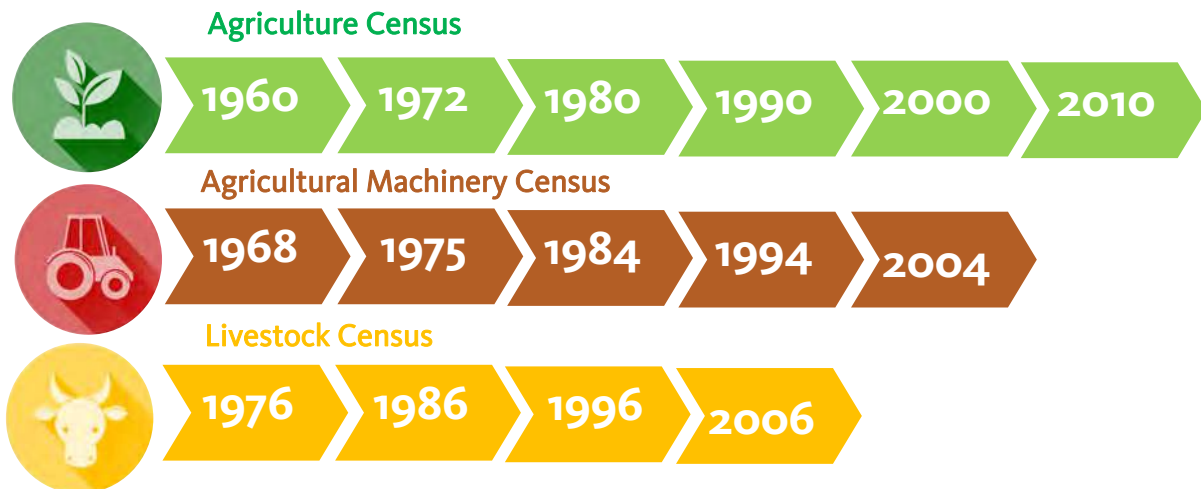 Agriculture Census
1960 1972 1980 1990 2000 2010
Agricultural Machinery Census
1968 1975 1984 1994 2004
Livestock Census
1976 1986 1996 2006